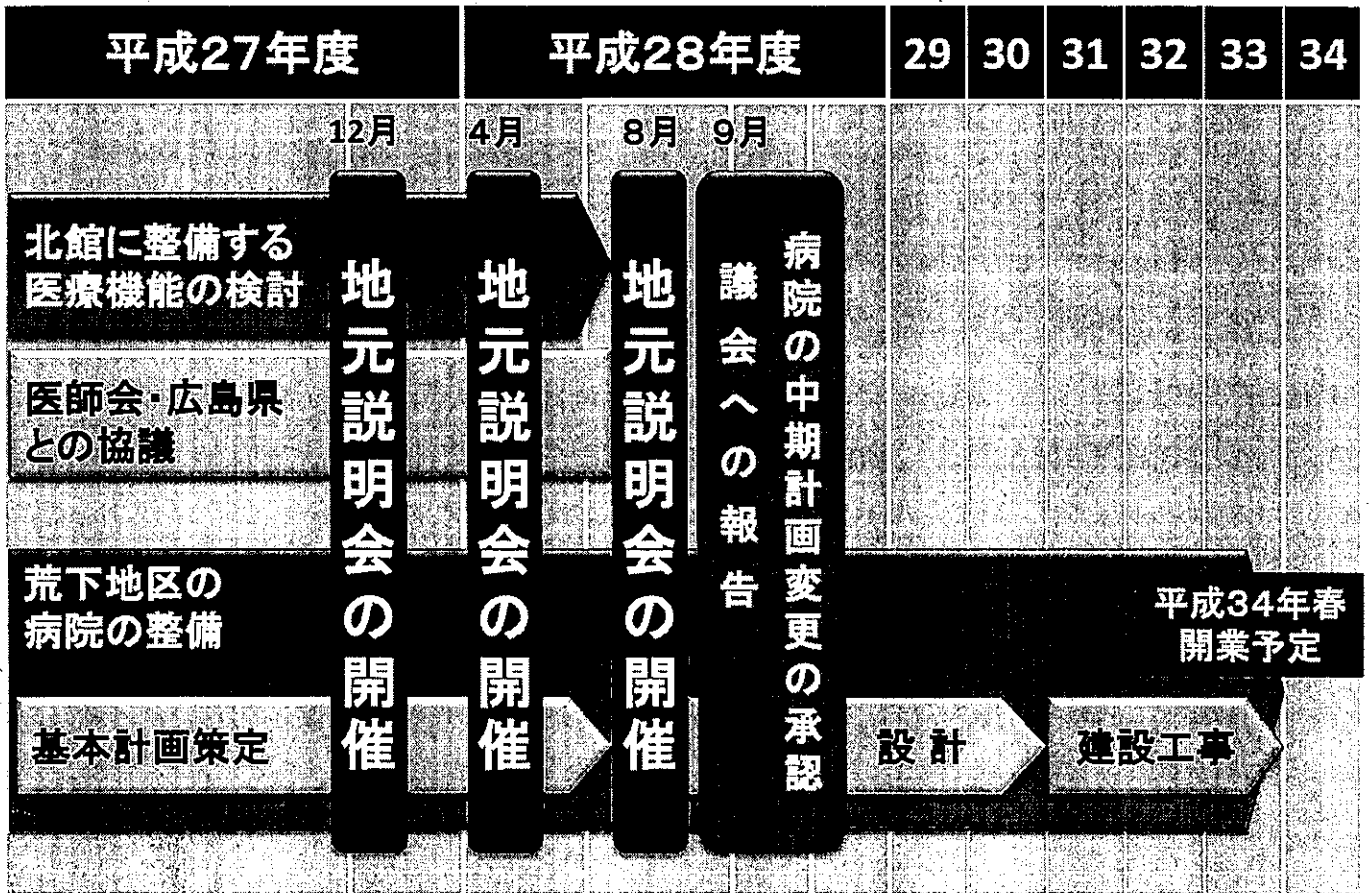 平成27年度
平成28年度
29
30
31
32
33
34
12月
4月
8月
9月
北館に整備する
医療機能の検討
医師会・広島県
との協議
荒下地区の
病院の整備
基本計画策定
地元説明会の開催
地元説明会の開催
地元説明会の開催
病院の中期計画変更の承認
議会への報告
設計
建設工事
平成34年春
開業予定